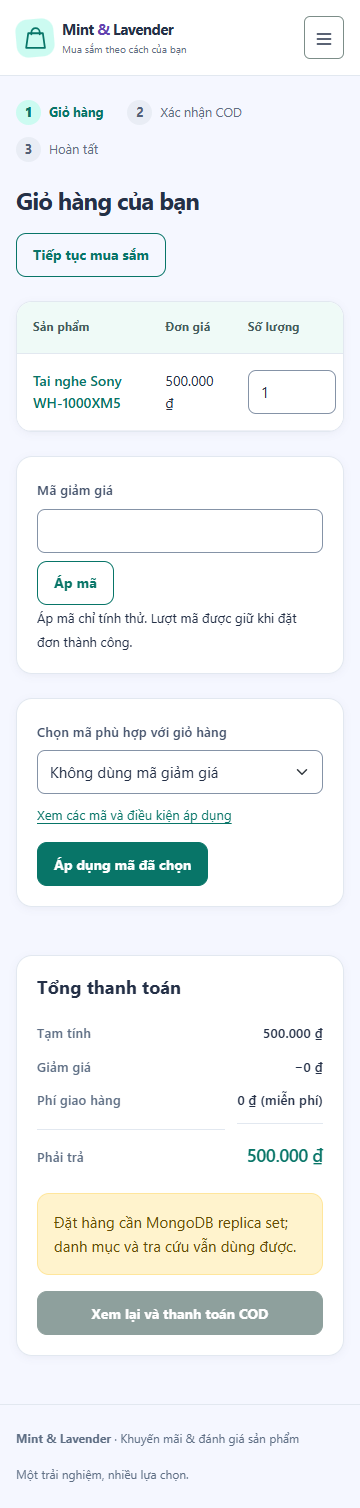 Mint & Lavender
Mua sắm theo cách của bạn
1 Giỏ hàng 2 Xác nhận COD
3 Hoàn tất
Giỏ hàng của bạn
Tiếp tục mua sắm
Sản phẩm Đơn giá Số lượng
Tai nghe Sony 500.000 1
WH-1000XM5 ₫
Mã giảm giá
Áp mã
Áp mã chỉ tính thử. Lượt mã được giữ khi đặt
đơn thành công.
Chọn mã phù hợp với giỏ hàng
Không dùng mã giảm giá
Xem các mã và điều kiện áp dụng
Áp dụng mã đã chọn
Tổng thanh toán
Tạm tính 500.000 ₫
Giảm giá −0 ₫
Phí giao hàng 0 ₫ (miễn phí)
Phải trả 500.000 ₫
Đặt hàng cần MongoDB replica set;
danh mục và tra cứu vẫn dùng được.
Xem lại và thanh toán COD
Mint & Lavender · Khuyến mãi & đánh giá sản phẩm
Một trải nghiệm, nhiều lựa chọn.